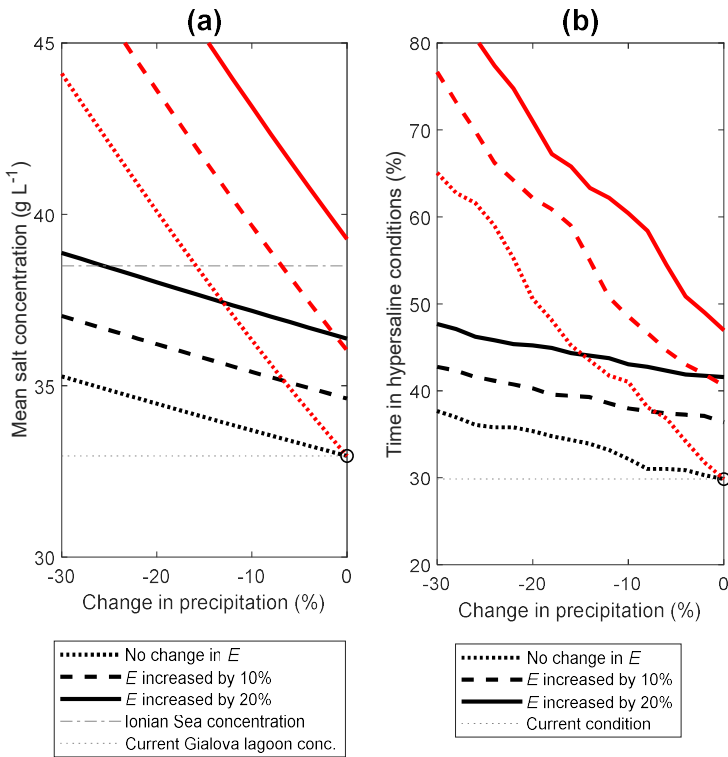 (a)
45
40
35
30
Mean salt concentration (g L⁻¹)
-30 -20 -10 0
Change in precipitation (%)
No change in E
E increased by 10%
E increased by 20%
Ionian Sea concentration
Current Gialova lagoon conc.
(b)
80
70
60
50
40
30
20
Time in hypersaline conditions (%)
-30 -20 -10 0
Change in precipitation (%)
No change in E
E increased by 10%
E increased by 20%
Current condition